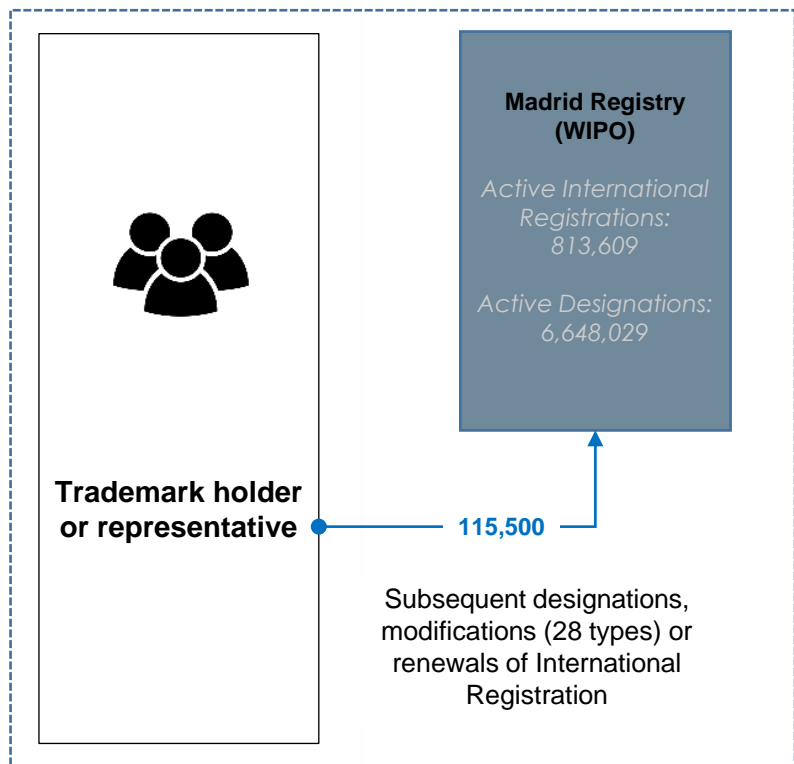 Madrid Registry
(WIPO)
Active International
Registrations:
813,609
Active Designations:
6,648,029
Trademark holder
or representative
115,500
Subsequent designations,
modifications (28 types) or
renewals of International
Registration